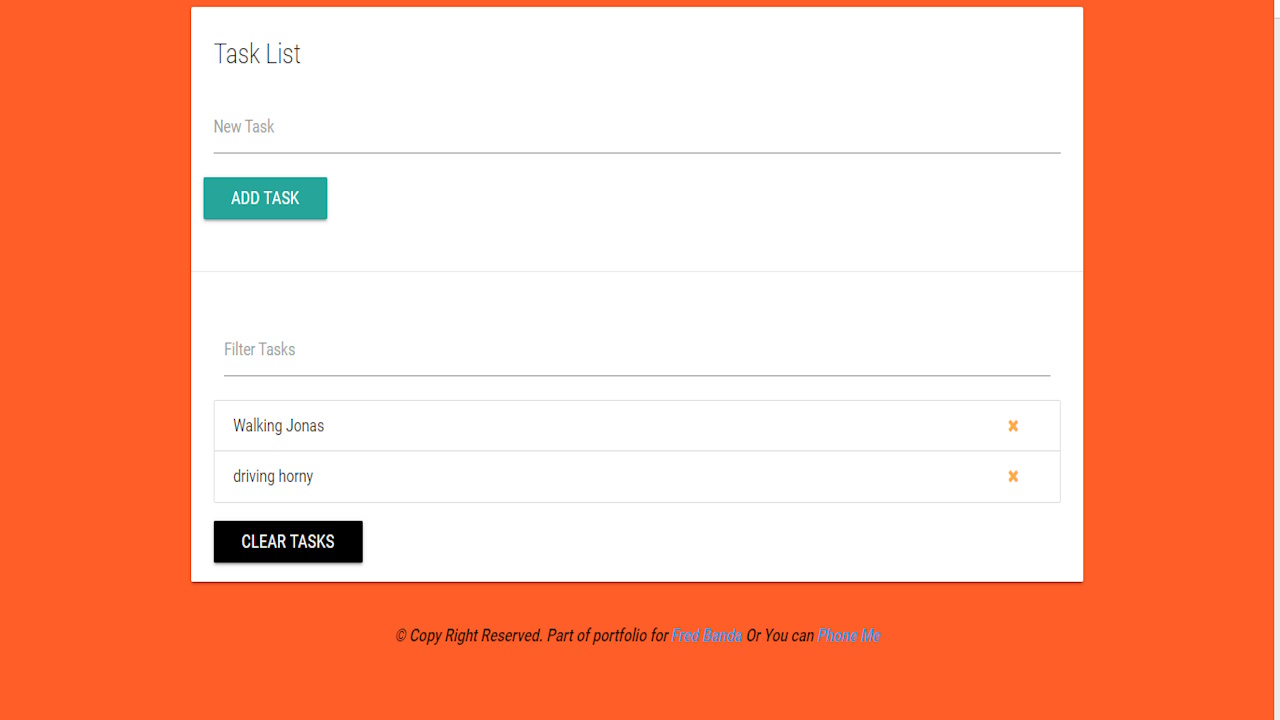 Task List
New Task
ADD TASK
Filter Tasks
Walking Jonas
driving horny
CLEAR TASKS
© Copy Right Reserved. Part of portfolio for Fred Banda Or You can Phone Me